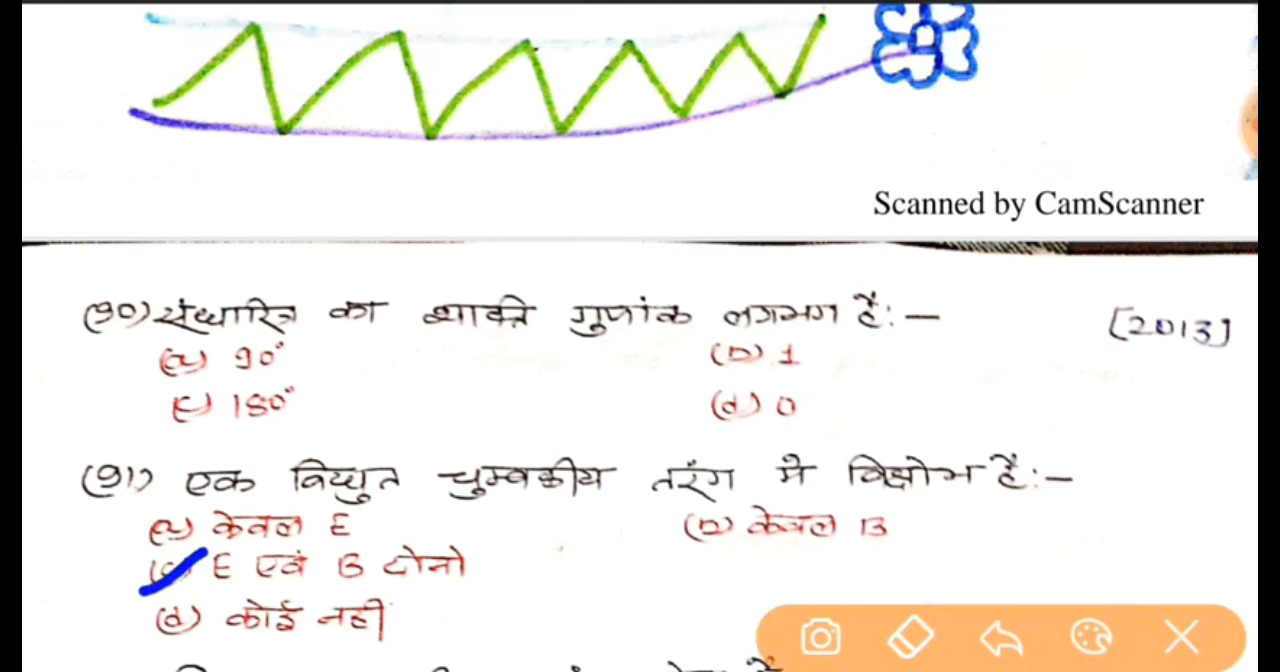 Scanned by CamScanner
(90) संधारित्र का शक्ति गुणांक लगभग है:- [2013]
(a) 90° (b) 1
(c) 180° (d) 0
(91) एक विद्युत चुम्बकीय तरंग मे विक्षोभ है:-
(a) केवल E (b) केवल B
(c) E एवं B दोनो
(d) कोई नही